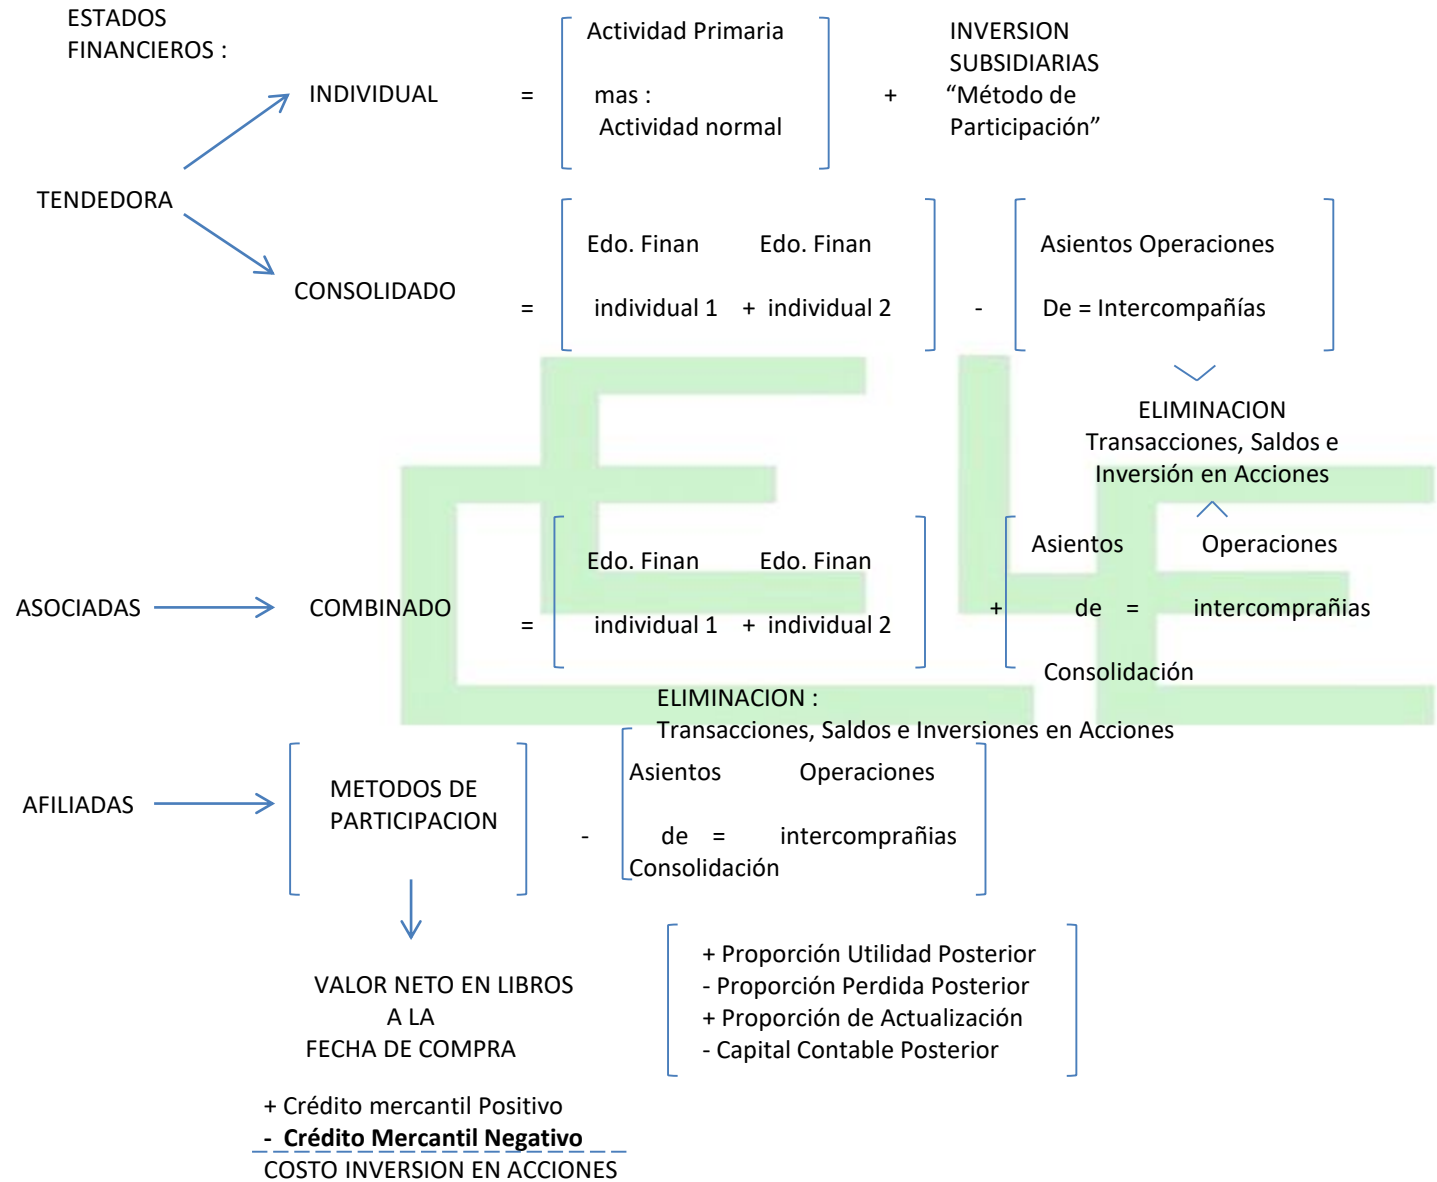 ESTADOS
FINANCIEROS :
Actividad Primaria
INVERSION
SUBSIDIARIAS
INDIVIDUAL = mas : + “Método de
Actividad normal Participación”
TENDEDORA
Edo. Finan Edo. Finan Asientos Operaciones
CONSOLIDADO
= individual 1 + individual 2 - De = Intercompañías
ELIMINACION
Transacciones, Saldos e
Inversión en Acciones
Asientos Operaciones
Edo. Finan Edo. Finan
ASOCIADAS COMBINADO + de = intercomprañias
= individual 1 + individual 2
Consolidación
ELIMINACION :
Transacciones, Saldos e Inversiones en Acciones
Asientos Operaciones
METODOS DE
AFILIADAS
PARTICIPACION
- de = intercomprañias
Consolidación
+ Proporción Utilidad Posterior
VALOR NETO EN LIBROS - Proporción Perdida Posterior
A LA + Proporción de Actualización
FECHA DE COMPRA - Capital Contable Posterior
+ Crédito mercantil Positivo
- Crédito Mercantil Negativo
COSTO INVERSION EN ACCIONES